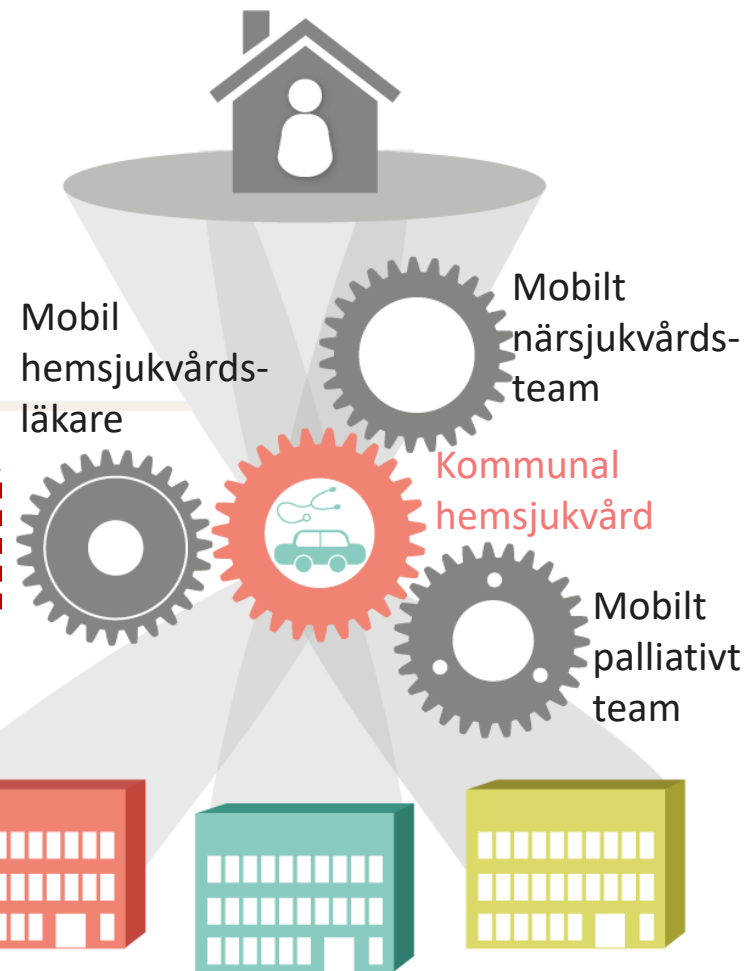 Mobilt
närsjukvårds-
team
Mobil
hemsjukvårds-
läkare
Kommunal
hemsjukvård
Mobilt
palliativt
team